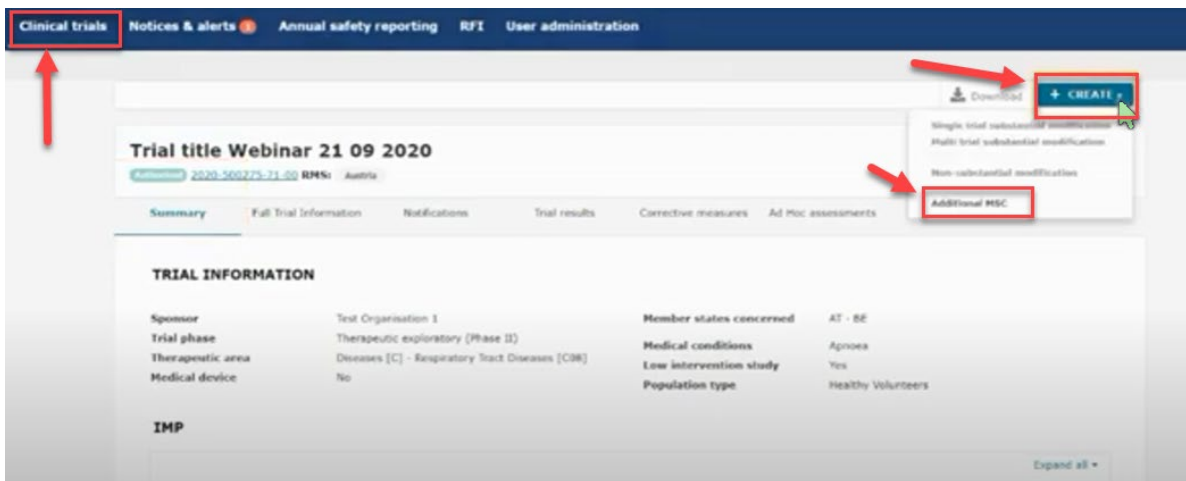 Clinical trials Notices & alerts Annual safety reporting RFI User administration
Download + CREATE
Single trial substantial modification
Multi trial substantial modification
Non-substantial modification
Additional MSC
Trial title Webinar 21 09 2020
Authorised 2020-500275-71-00 RMS: Austria
Summary Full Trial Information Notifications Trial results Corrective measures Ad Hoc assessments
TRIAL INFORMATION
Sponsor Test Organisation 1 Member states concerned AT - BE
Trial phase Therapeutic exploratory (Phase II) Medical conditions Apnoea
Therapeutic area Diseases [C] - Respiratory Tract Diseases [C08] Low intervention study Yes
Medical device No Population type Healthy Volunteers
IMP
Expand all